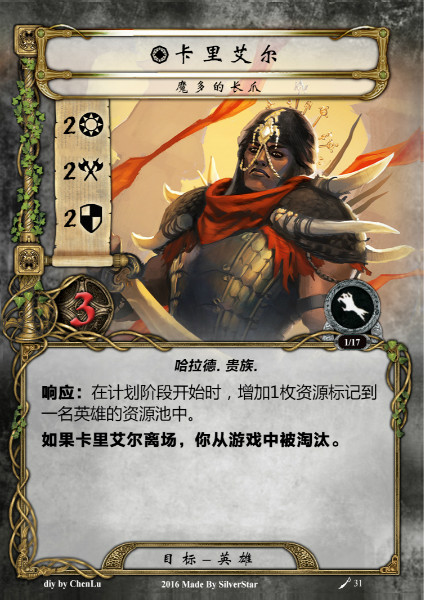 卡里艾尔
魔多的长爪
2
2
2
3
1/17
哈拉德. 贵族.
响应：在计划阶段开始时，增加1枚资源标记到
一名英雄的资源池中。
如果卡里艾尔离场，你从游戏中被淘汰。
目标–英雄
diy by ChenLu
2016 Made By SilverStar
31